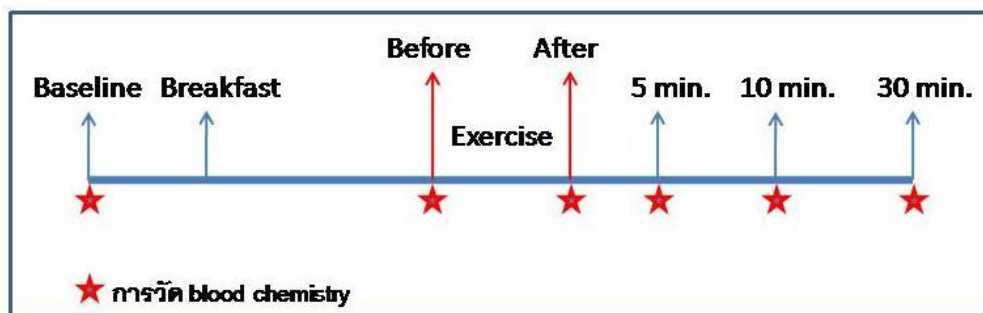 Before After
Baseline Breakfast 5 min. 10 min. 30 min.
Exercise
การวัด blood chemistry